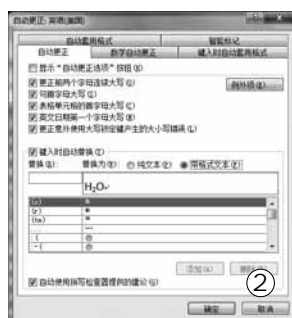 自动更正: 英语(美国)
自动套用格式 智能标记
自动更正 数学自动更正 键入时自动套用格式
显示“自动更正选项”按钮(H)
更正前两个字母连续大写(O)
句首字母大写(S)
表格单元格的首字母大写(C)
英文日期第一个字母大写(N)
更正意外使用大写锁定键产生的大小写错误(L)
例外项(E)...
键入时自动替换(T)
替换(R): 替换为(W): 纯文本(P) 带格式文本(F)
H₂O
(c) ©
(r) ®
(tm) ™
... …
:(
:-(
添加(A) 删除(D)
自动使用拼写检查器提供的建议(G)
确定 取消
②